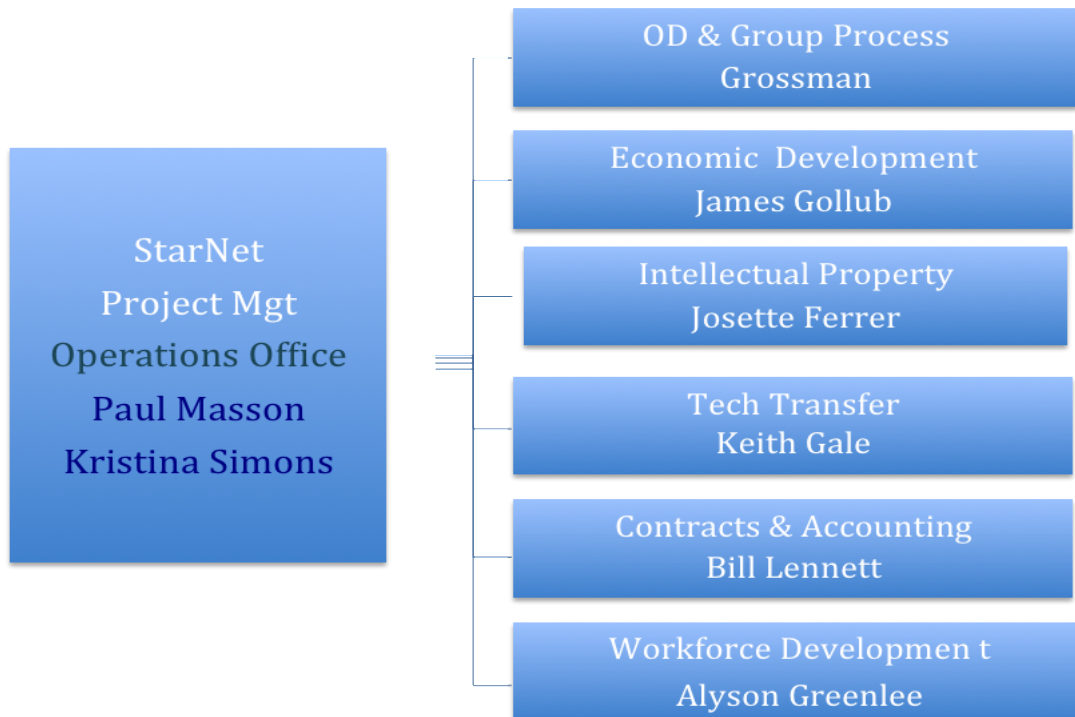 StarNet
Project Mgt
Operations Office
Paul Masson
Kristina Simons
OD & Group Process
Grossman
Economic Development
James Gollub
Intellectual Property
Josette Ferrer
Tech Transfer
Keith Gale
Contracts & Accounting
Bill Lennett
Workforce Developmen t
Alyson Greenlee